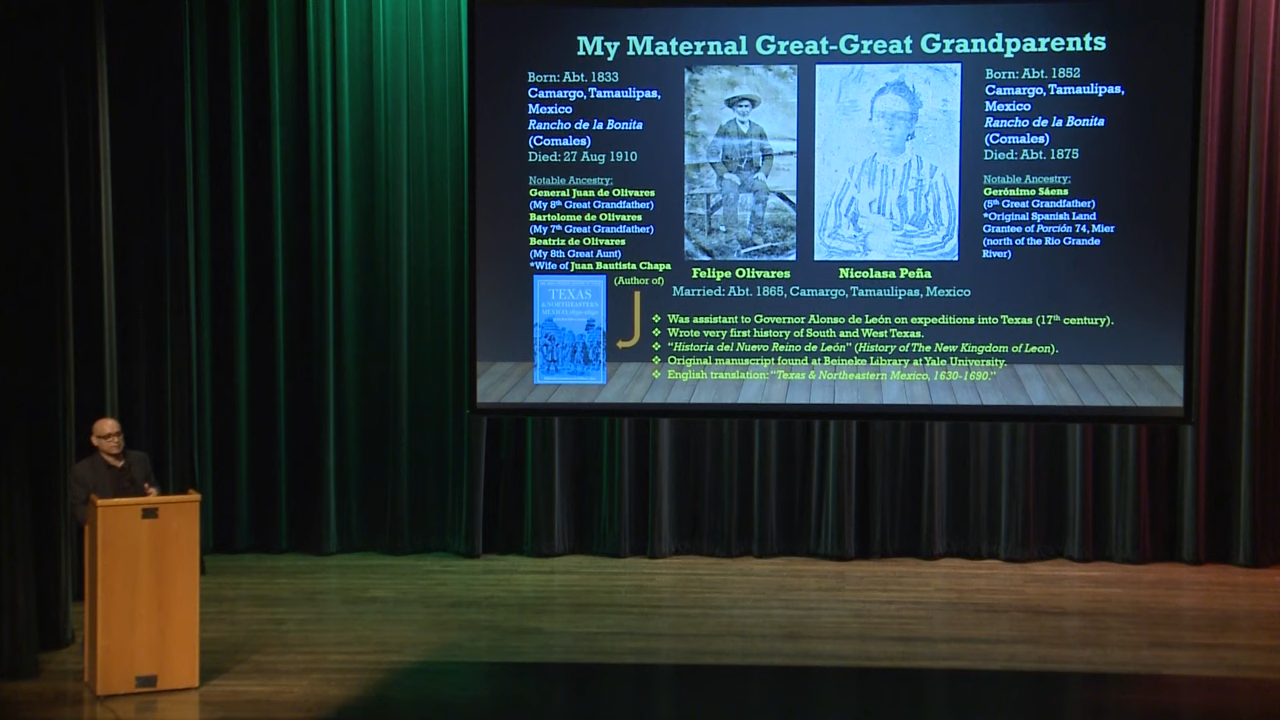 My Maternal Great-Great Grandparents
Born: Abt. 1833
Camargo, Tamaulipas,
Mexico
Rancho de la Bonita
(Comales)
Died: 27 Aug 1910
Notable Ancestry:
General Juan de Olivares
(My 8th Great Grandfather)
Bartolome de Olivares
(My 7th Great Grandfather)
Beatriz de Olivares
(My 8th Great Aunt)
*Wife of Juan Bautista Chapa
(Author of)
TEXAS
& NORTHEASTERN
MEXICO, 1630-1690
Felipe Olivares
Nicolasa Peña
Married: Abt. 1865, Camargo, Tamaulipas, Mexico
Born: Abt. 1852
Camargo, Tamaulipas,
Mexico
Rancho de la Bonita
(Comales)
Died: Abt. 1875
Notable Ancestry:
Gerónimo Sáens
(5th Great Grandfather)
*Original Spanish Land
Grantee of Porción 74, Mier
(north of the Rio Grande
River)
❖ Was assistant to Governor Alonso de León on expeditions into Texas (17th century).
❖ Wrote very first history of South and West Texas.
❖ "Historia del Nuevo Reino de León" (History of The New Kingdom of Leon).
❖ Original manuscript found at Beineke Library at Yale University.
❖ English translation: "Texas & Northeastern Mexico, 1630-1690."